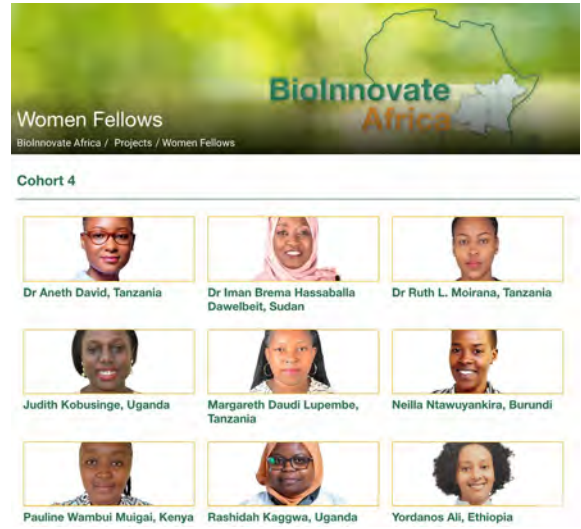 BioInnovate
Africa
Women Fellows
BioInnovate Africa / Projects / Women Fellows
Cohort 4
Dr Aneth David, Tanzania
Dr Iman Brema Hassaballa
Dawelbeit, Sudan
Dr Ruth L. Moirana, Tanzania
Judith Kobusinge, Uganda
Margareth Daudi Lupembe,
Tanzania
Neilla Ntawuyankira, Burundi
Pauline Wambui Muigai, Kenya
Rashidah Kaggwa, Uganda
Yordanos Ali, Ethiopia